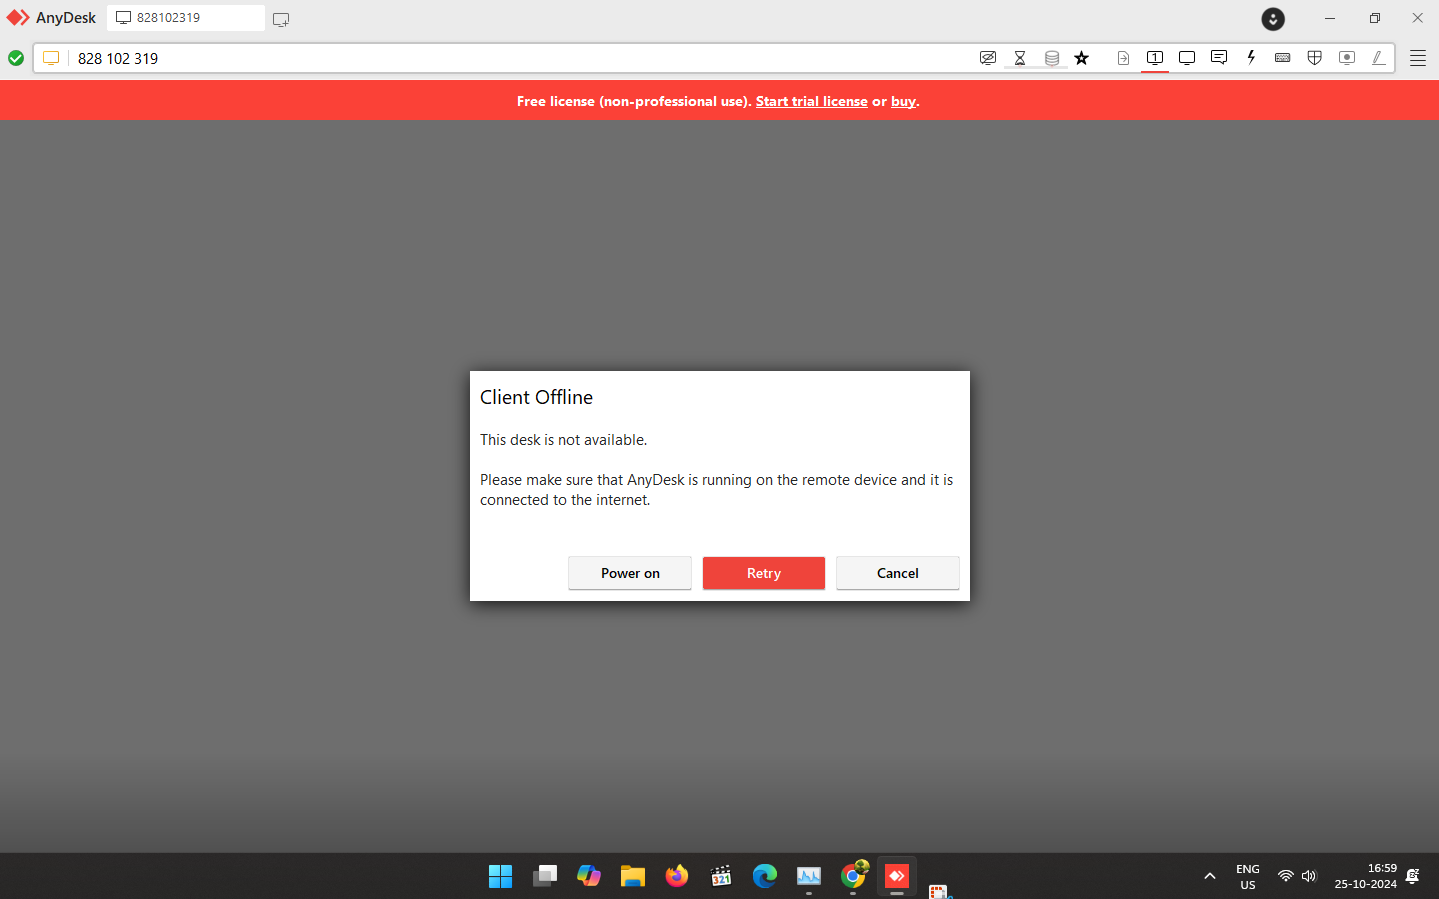 AnyDesk
828102319
828 102 319
1
Free license (non-professional use). Start trial license or buy.
Client Offline
This desk is not available.
Please make sure that AnyDesk is running on the remote device and it is
connected to the internet.
Power on
Retry
Cancel
321
ENG
US
16:59
25-10-2024